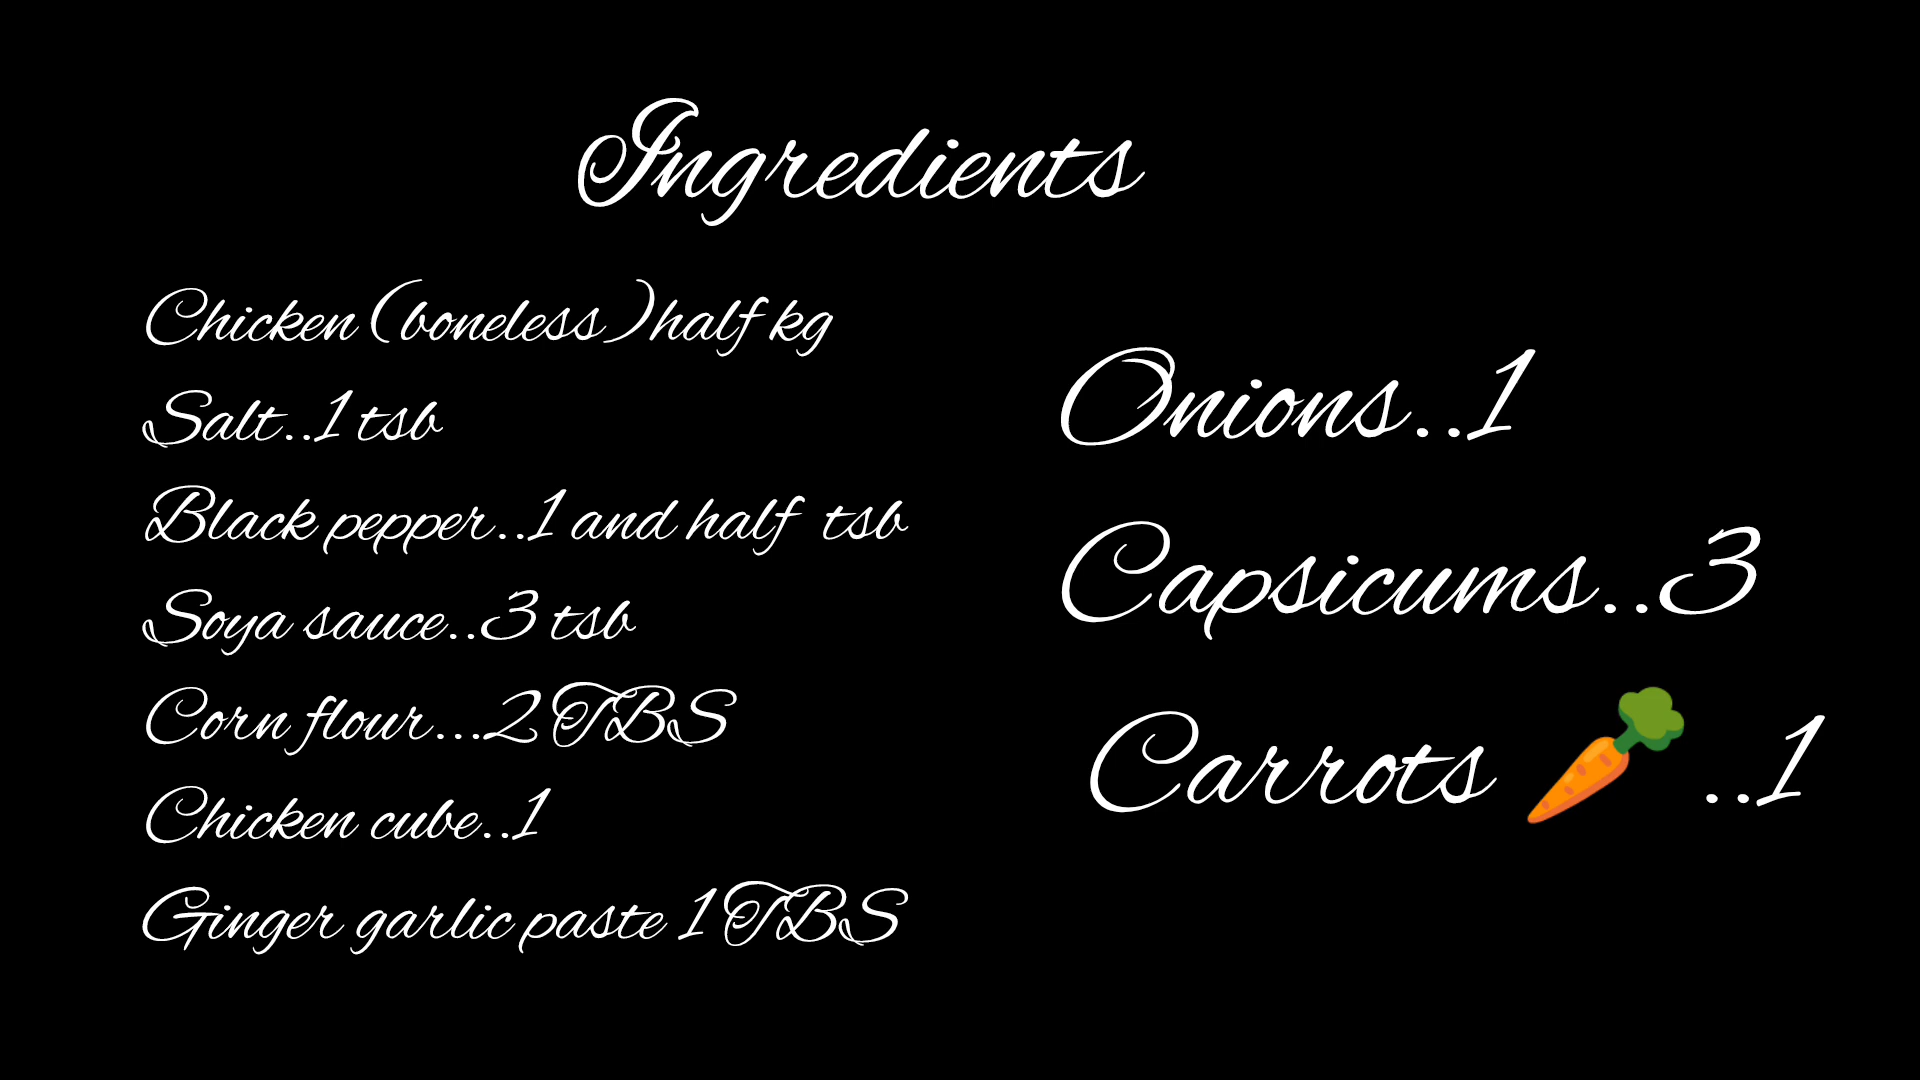 Ingredients
Chicken (boneless)half kg
Salt..1 tsb
Black pepper..1 and half tsb
Soya sauce..3 tsb
Corn flour...2 TBS
Chicken cube..1
Ginger garlic paste 1 TBS
Onions..1
Capsicums..3
Carrots 🥕 ..1